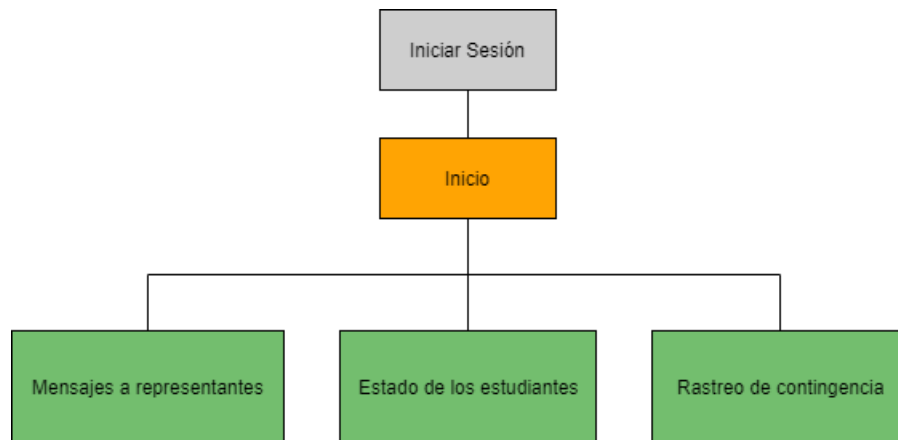 Iniciar Sesión
Inicio
Mensajes a representantes
Estado de los estudiantes
Rastreo de contingencia